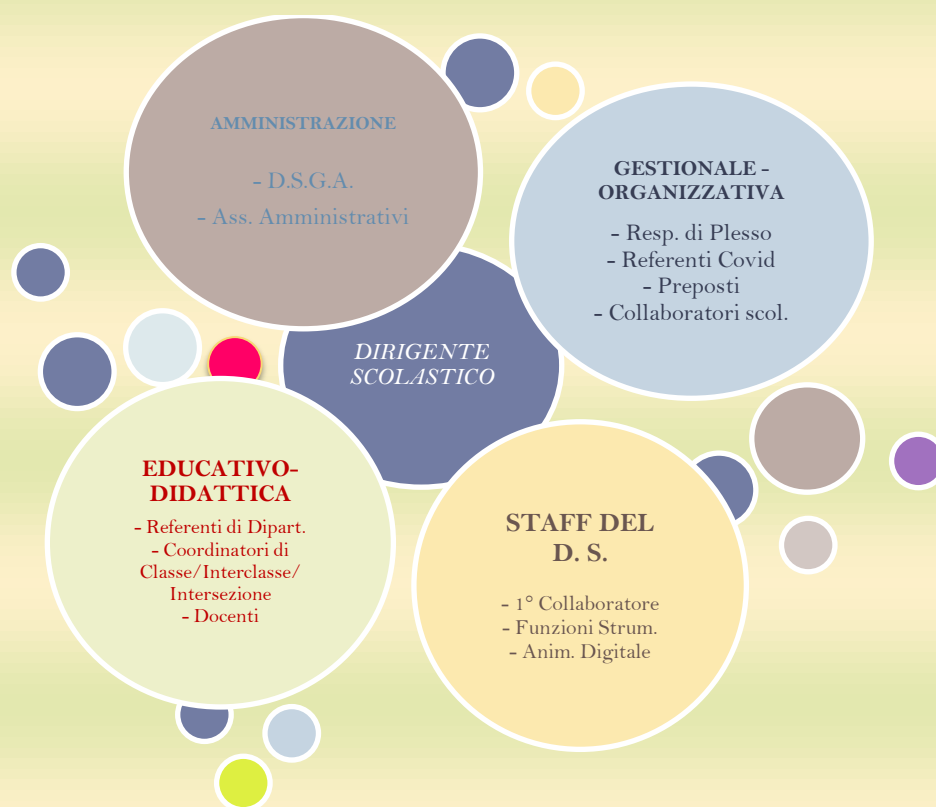 AMMINISTRAZIONE
- D.S.G.A.
- Ass. Amministrativi
GESTIONALE -
ORGANIZZATIVA
- Resp. di Plesso
- Referenti Covid
- Preposti
- Collaboratori scol.
DIRIGENTE
SCOLASTICO
EDUCATIVO-
DIDATTICA
- Referenti di Dipart.
- Coordinatori di
Classe/Interclasse/
Intersezione
- Docenti
STAFF DEL
D. S.
- 1° Collaboratore
- Funzioni Strum.
- Anim. Digitale